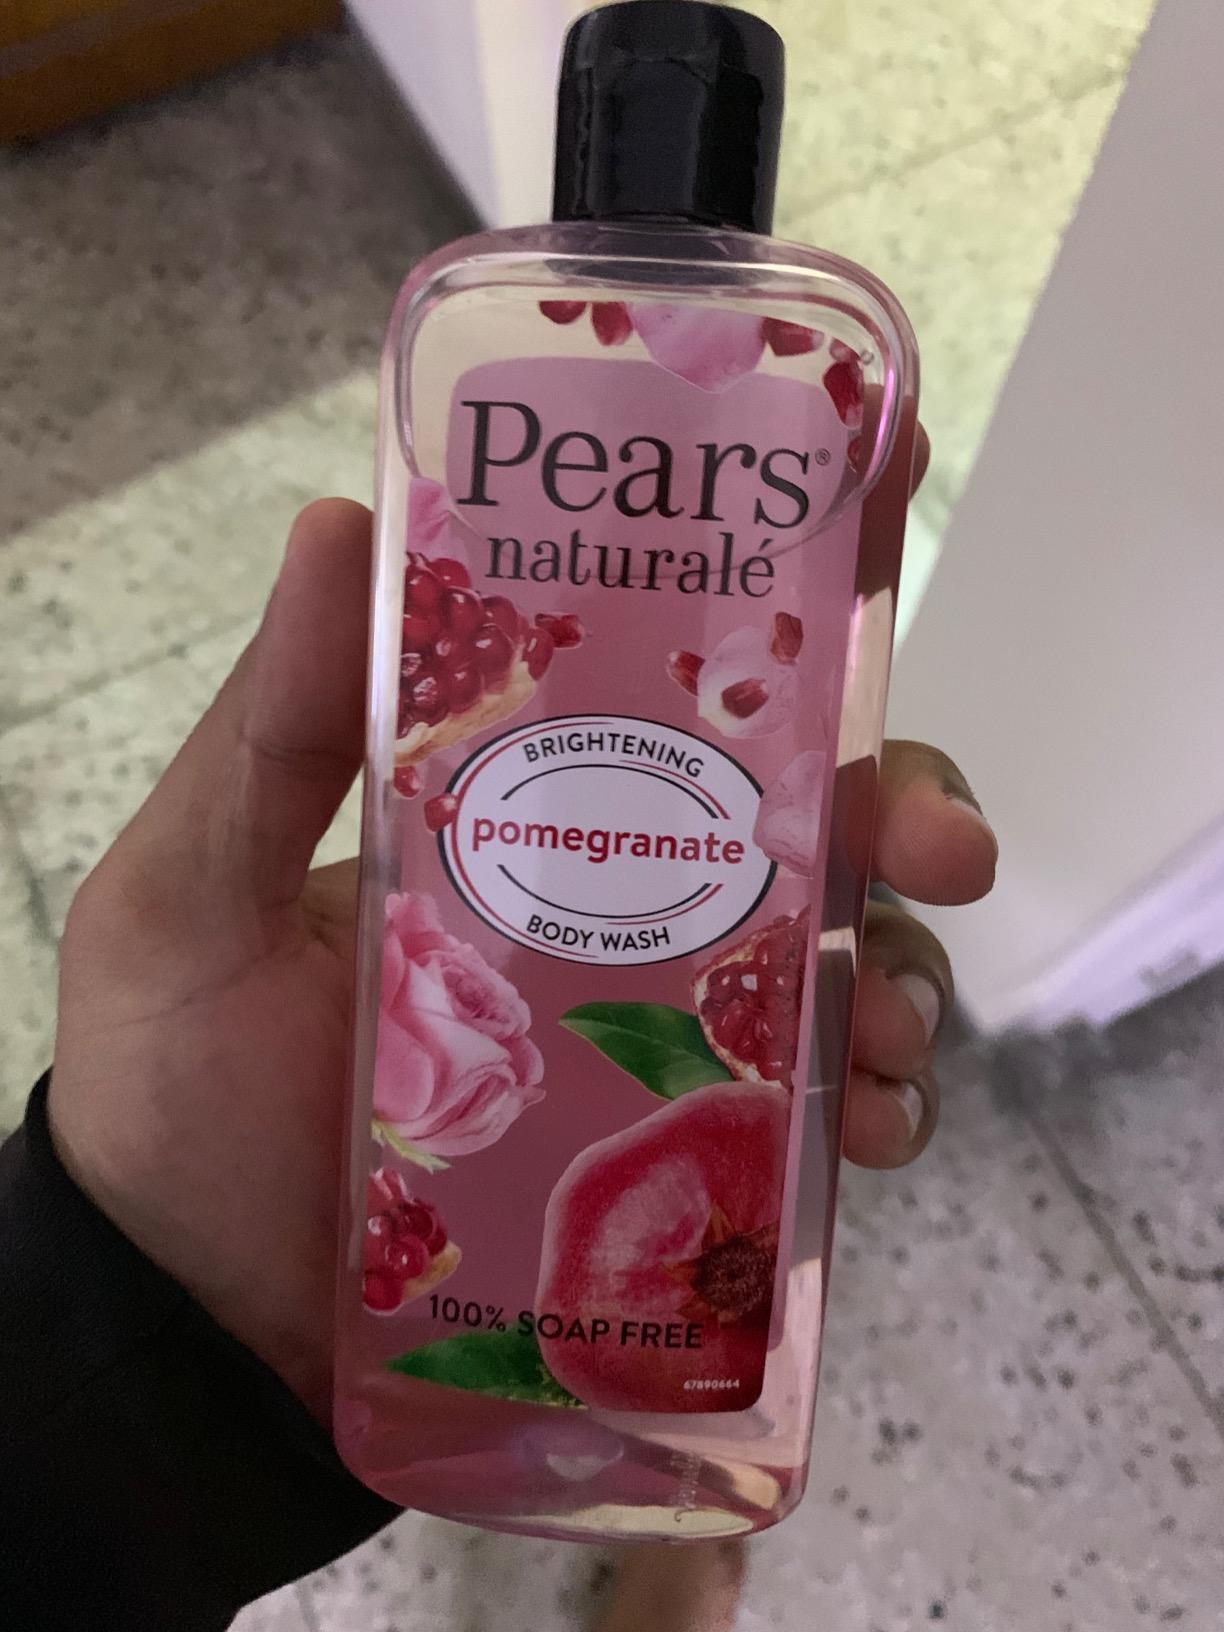 Pears®
naturalé
BRIGHTENING
pomegranate
BODY WASH
100% SOAP FREE
67890664